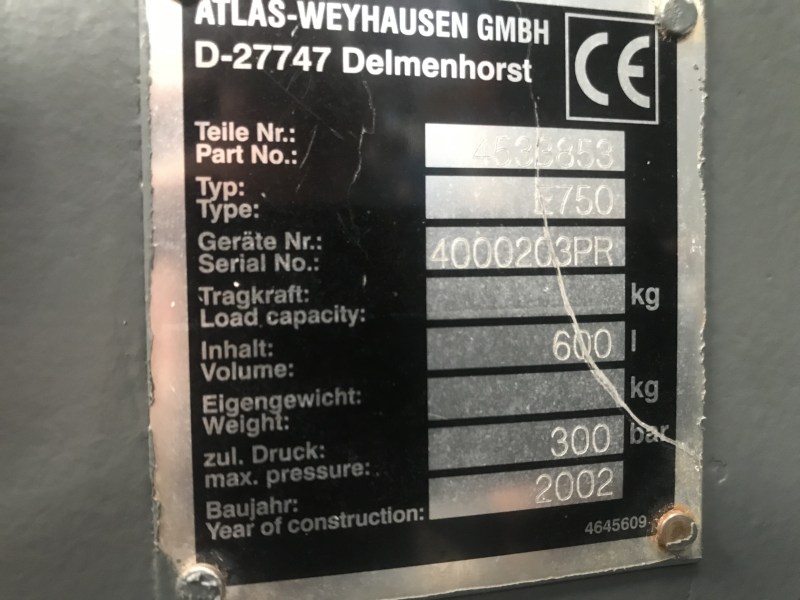 ATLAS-WEYHAUSEN GMBH
D-27747 Delmenhorst
CE
Teile Nr.:
Part No.: 4533853
Typ:
Type:
Geräte Nr.:
Serial No.: 4000203PR
Tragkraft:
Load capacity: kg
Inhalt:
Volume: 600 l
Eigengewicht:
Weight: kg
zul. Druck:
max. pressure: 300 bar
Baujahr:
Year of construction: 2002
4645609